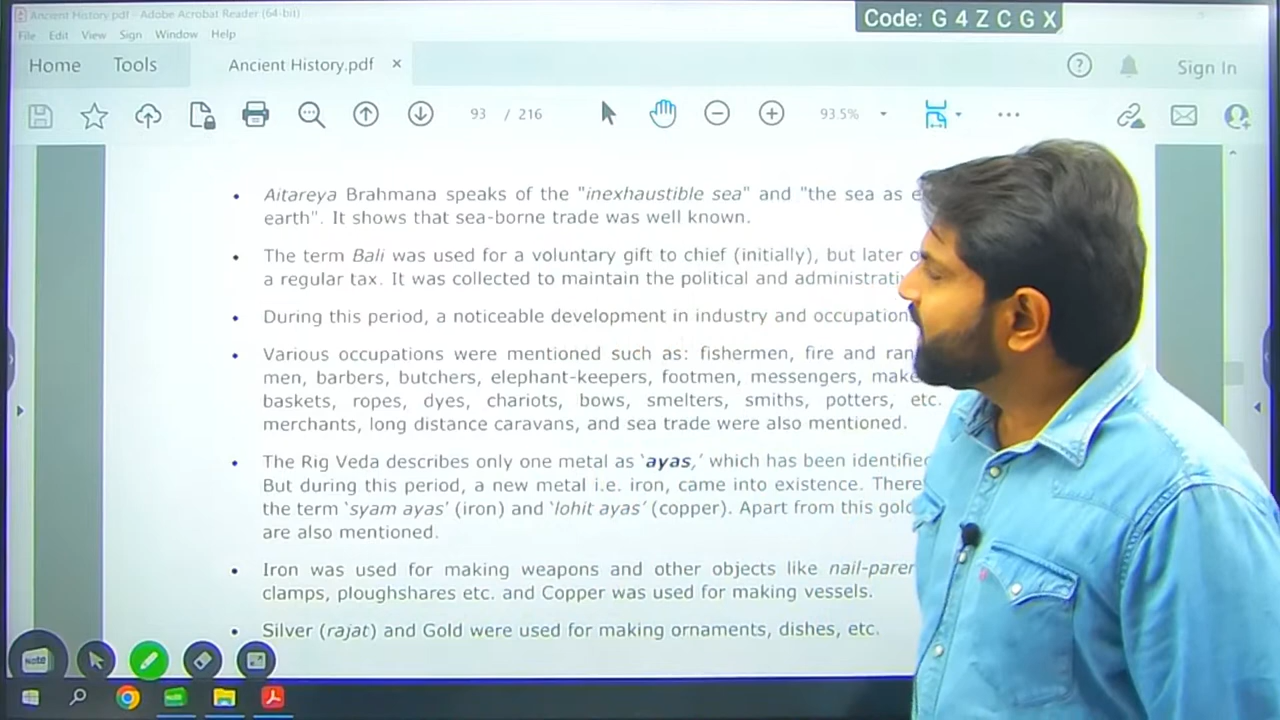 Ancient History.pdf - Adobe Acrobat Reader (64-bit)
Code: G 4 Z C G X
File Edit View Sign Window Help
Home Tools Ancient History.pdf ×
Sign In
93 / 216 93.5%
• Aitareya Brahmana speaks of the "inexhaustible sea" and "the sea as
earth". It shows that sea-borne trade was well known.
• The term Bali was used for a voluntary gift to chief (initially), but later
a regular tax. It was collected to maintain the political and
• During this period, a noticeable development in industry and
• Various occupations were mentioned such as: fishermen, fire and
men, barbers, butchers, elephant-keepers, footmen, messengers,
baskets, ropes, dyes, chariots, bows, smelters, smiths, potters, etc.
merchants, long distance caravans, and sea trade were also mentioned.
• The Rig Veda describes only one metal as ‘ayas,’ which has been
But during this period, a new metal i.e. iron, came into existence.
the term ‘syam ayas’ (iron) and ‘lohit ayas’ (copper). Apart from this
are also mentioned.
• Iron was used for making weapons and other objects like
clamps, ploughshares etc. and Copper was used for making vessels.
• Silver (rajat) and Gold were used for making ornaments, dishes, etc.
Note